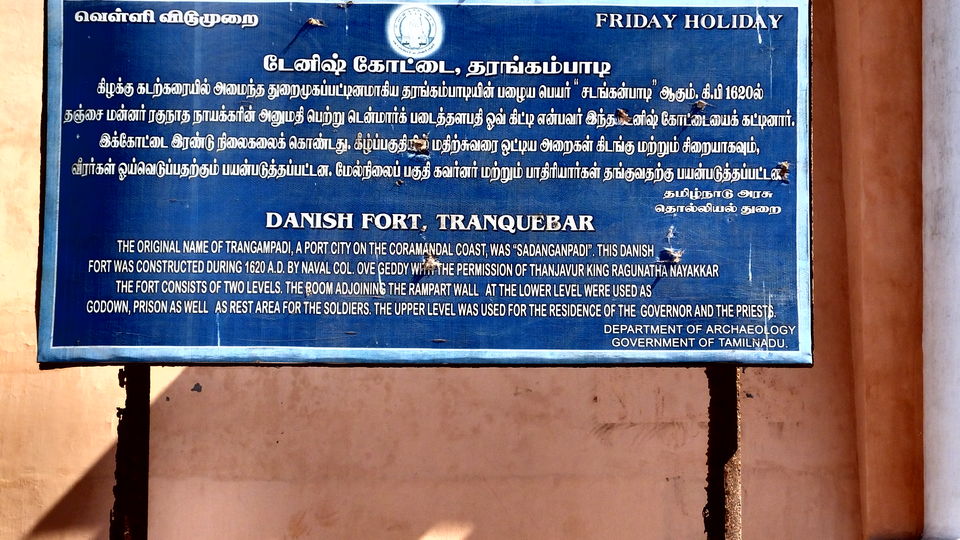 வெள்ளி விடுமுறை
FRIDAY HOLIDAY
டேனிஷ் கோட்டை, தரங்கம்பாடி
கிழக்கு கடற்கரையில் அமைந்த துறைமுகப்பட்டினமாகிய தரங்கம்பாடியின் பழைய பெயர் " சடங்கன்பாடி" ஆகும். கி.பி 1620ல்
தஞ்சை மன்னர் ரகுநாத நாயக்கரின் அனுமதி பெற்று டென்மார்க் படைத்தளபதி ஓவ் கிட்டி என்பவர் இந்த டேனிஷ் கோட்டையைக் கட்டினார்.
இக்கோட்டை இரண்டு நிலைகலைக் கொண்டது. கீழ்ப்பகுதியில் மதிற்சுவரை ஒட்டிய அறைகள் கிடங்கு மற்றும் சிறையாகவும்,
வீரர்கள் ஓய்வெடுப்பதற்கும் பயன்படுத்தப்பட்டன. மேல்நிலைப் பகுதி கவர்னர் மற்றும் பாதிரியார்கள் தங்குவதற்கு பயன்படுத்தப்பட்டன.
தமிழ்நாடு அரசு
தொல்லியல் துறை
DANISH FORT, TRANQUEBAR
THE ORIGINAL NAME OF TRANGAMPADI, A PORT CITY ON THE CORAMANDAL COAST, WAS “SADANGANPADI”. THIS DANISH
FORT WAS CONSTRUCTED DURING 1620 A.D. BY NAVAL COL. OVE GEDDY WITH THE PERMISSION OF THANJAVUR KING RAGUNATHA NAYAKKAR
THE FORT CONSISTS OF TWO LEVELS. THE ROOM ADJOINING THE RAMPART WALL AT THE LOWER LEVEL WERE USED AS
GODOWN, PRISON AS WELL AS REST AREA FOR THE SOLDIERS. THE UPPER LEVEL WAS USED FOR THE RESIDENCE OF THE GOVERNOR AND THE PRIESTS.
DEPARTMENT OF ARCHAEOLOGY
GOVERNMENT OF TAMILNADU.